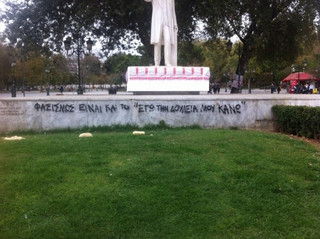 ΦΑΣΙΣΜΟΣ ΕΙΝΑΙ ΚΑΙ ΤΟ "ΕΓΩ ΤΗΝ ΔΟΥΛΕΙΑ ΜΟΥ ΚΑΝΩ"